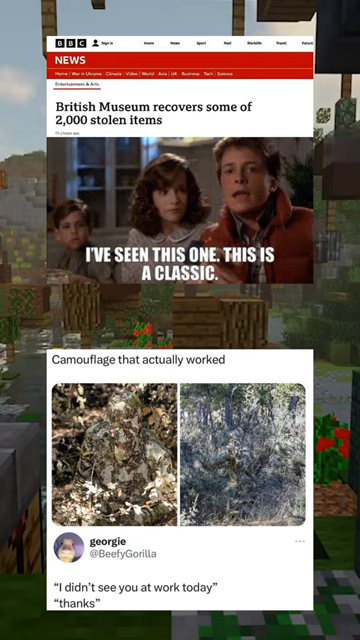 BBC Sign in Home News Sport Reel Worklife Travel Future
NEWS
Home War in Ukraine Climate Video World Asia UK Business Tech Science
Entertainment & Arts
British Museum recovers some of
2,000 stolen items
I'VE SEEN THIS ONE. THIS IS
A CLASSIC.
Camouflage that actually worked
georgie
@BeefyGorilla
“I didn’t see you at work today”
“thanks”